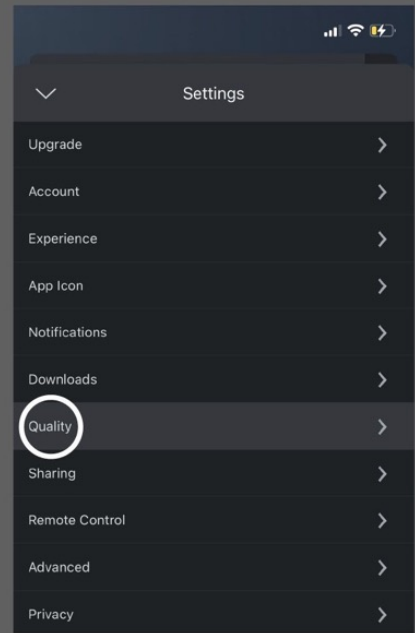 Settings
Upgrade
Account
Experience
App Icon
Notifications
Downloads
Quality
Sharing
Remote Control
Advanced
Privacy